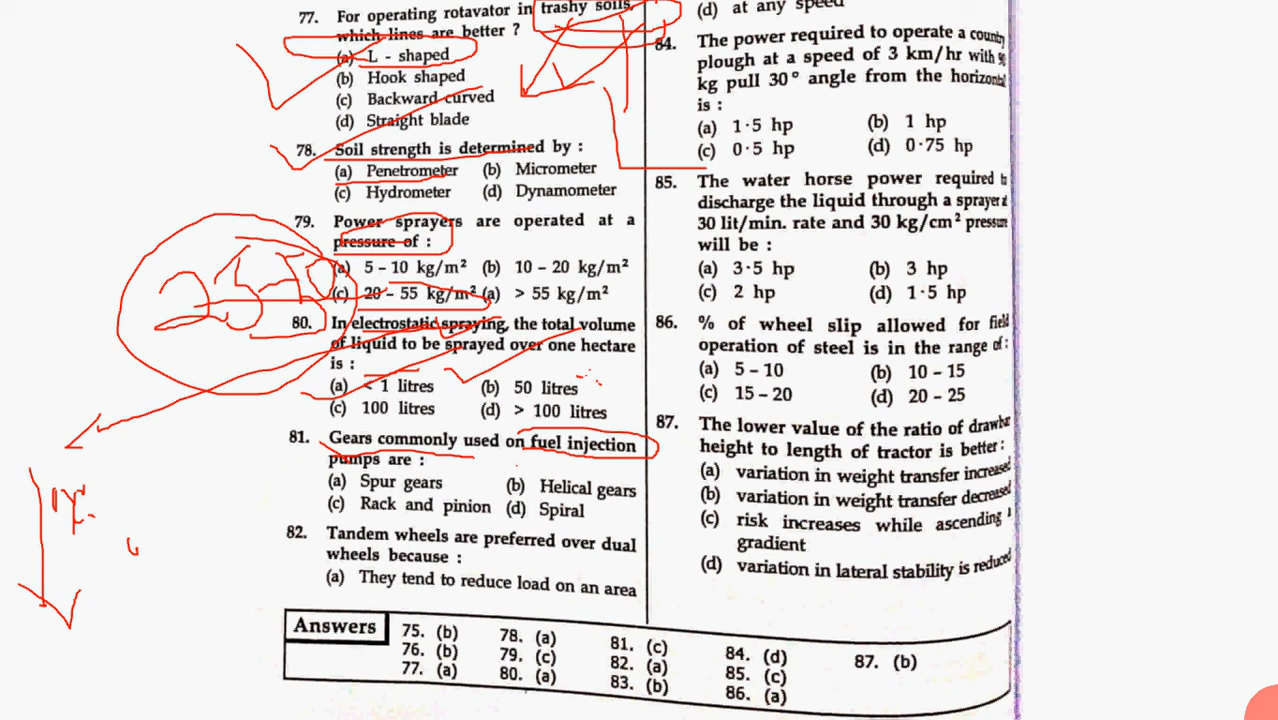 77. For operating rotavator in trashy soils,
which lines are better ?
(a) L - shaped
(b) Hook shaped
(c) Backward curved
(d) Straight blade
78. Soil strength is determined by :
(a) Penetrometer (b) Micrometer
(c) Hydrometer (d) Dynamometer
79. Power sprayers are operated at a
pressure of :
(a) 5 – 10 kg/m² (b) 10 – 20 kg/m²
(c) 20 – 55 kg/m² (a) > 55 kg/m²
80. In electrostatic spraying, the total volume
of liquid to be sprayed over one hectare
is :
(a) < 1 litres (b) 50 litres
(c) 100 litres (d) > 100 litres
81. Gears commonly used on fuel injection
pumps are :
(a) Spur gears (b) Helical gears
(c) Rack and pinion (d) Spiral
82. Tandem wheels are preferred over dual
wheels because :
(a) They tend to reduce load on an area
(d) at any speed
84. The power required to operate a country
plough at a speed of 3 km/hr with 90
kg pull 30° angle from the horizontal
is :
(a) 1·5 hp (b) 1 hp
(c) 0·5 hp (d) 0·75 hp
85. The water horse power required to
discharge the liquid through a sprayer at
30 lit/min. rate and 30 kg/cm² pressure
will be :
(a) 3·5 hp (b) 3 hp
(c) 2 hp (d) 1·5 hp
86. % of wheel slip allowed for field
operation of steel is in the range of :
(a) 5 – 10 (b) 10 – 15
(c) 15 – 20 (d) 20 – 25
87. The lower value of the ratio of drawbar
height to length of tractor is better :
(a) variation in weight transfer increased
(b) variation in weight transfer decreased
(c) risk increases while ascending
gradient
(d) variation in lateral stability is reduced
Answers
75. (b) 78. (a) 81. (c) 84. (d) 87. (b)
76. (b) 79. (c) 82. (a) 85. (c)
77. (a) 80. (a) 83. (b) 86. (a)